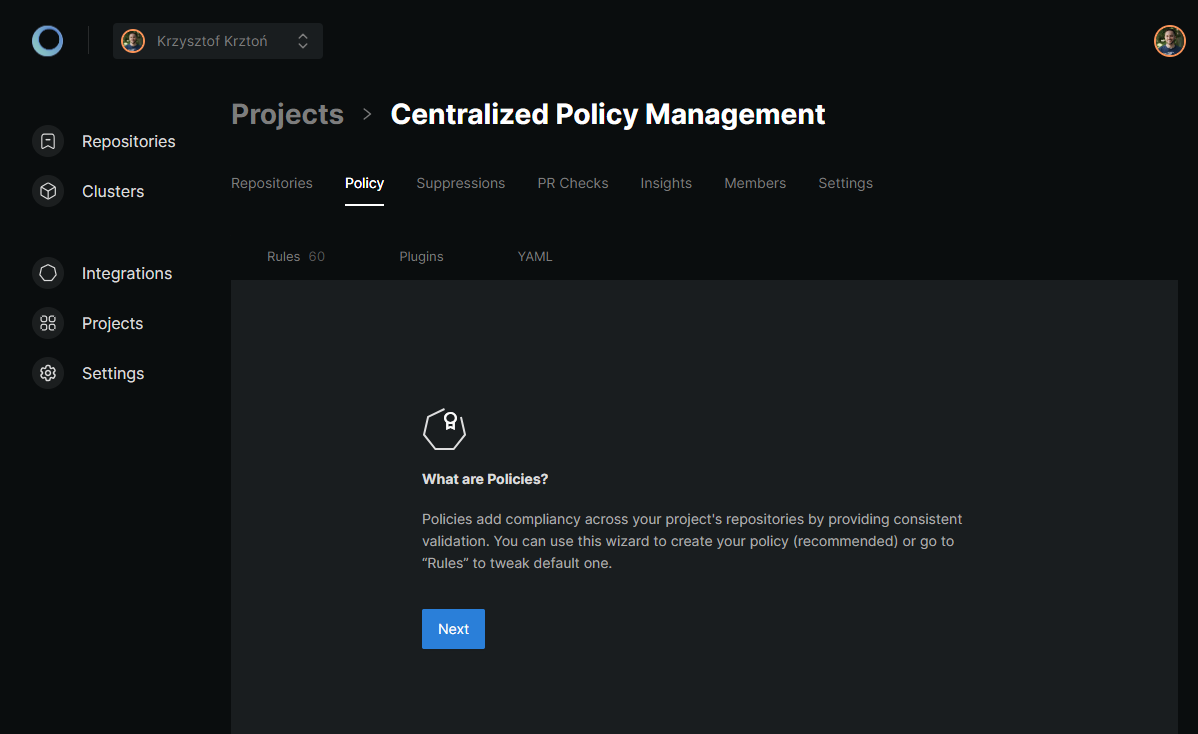 Krzysztof Krztoń
Projects > Centralized Policy Management
Repositories
Clusters
Integrations
Projects
Settings
Repositories Policy Suppressions PR Checks Insights Members Settings
Rules 60 Plugins YAML
What are Policies?
Policies add compliancy across your project's repositories by providing consistent
validation. You can use this wizard to create your policy (recommended) or go to
“Rules” to tweak default one.
Next